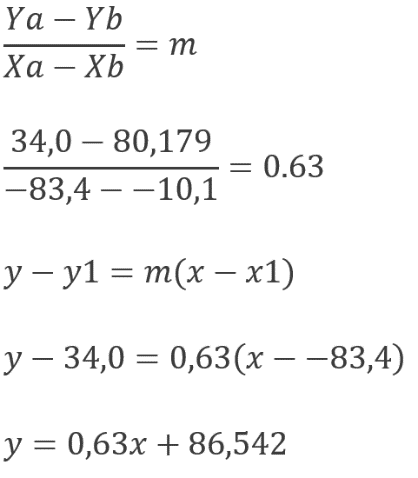 Ya − Yb
Xa − Xb
= m
34,0 − 80,179
−83,4 − −10,1
= 0.63
y − y1 = m(x − x1)
y − 34,0 = 0,63(x − −83,4)
y = 0,63x + 86,542